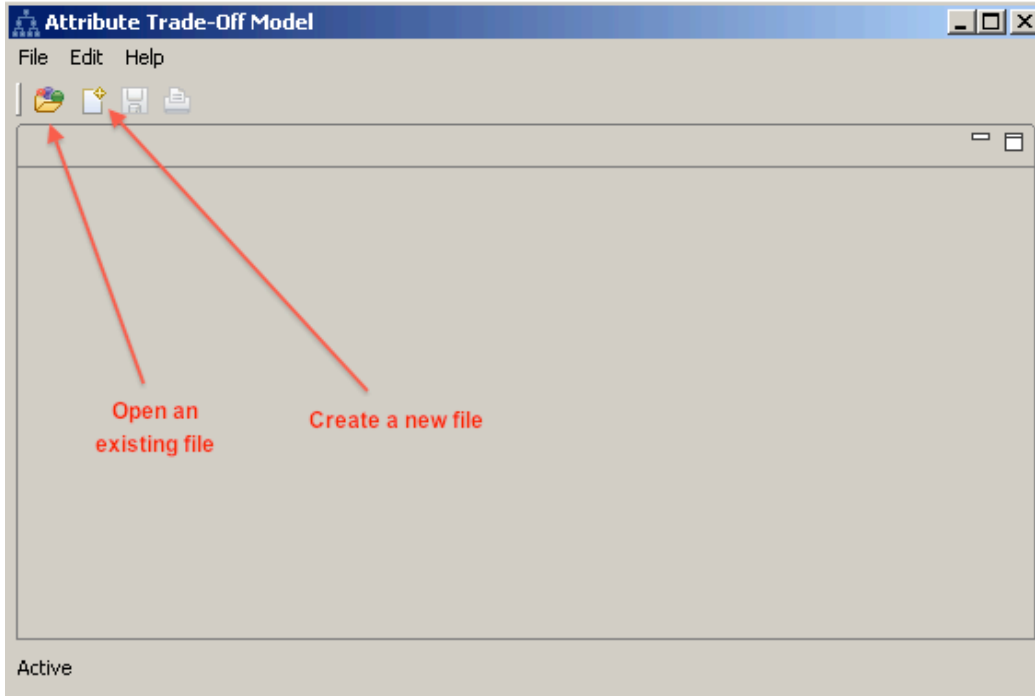 Attribute Trade-Off Model
File Edit Help
Open an
existing file
Create a new file
Active